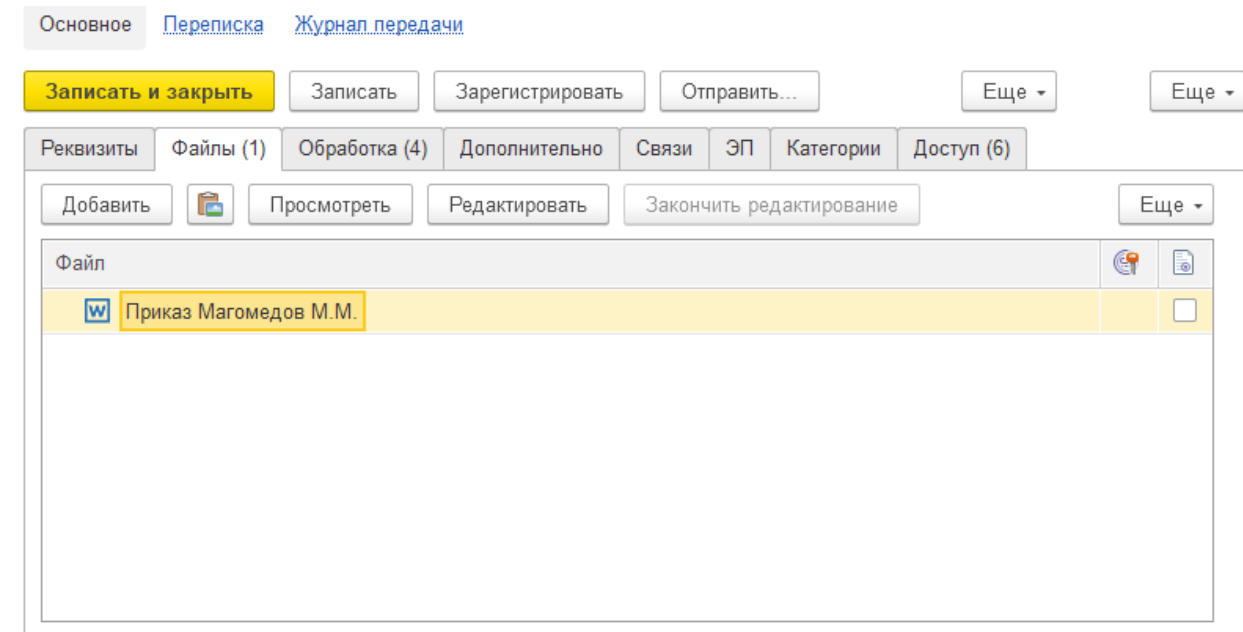 Основное Переписка Журнал передачи
Записать и закрыть Записать Зарегистрировать Отправить... Еще Еще
Реквизиты Файлы (1) Обработка (4) Дополнительно Связи ЭП Категории Доступ (6)
Добавить Просмотреть Редактировать Закончить редактирование Еще
Файл
W Приказ Магомедов М.М.